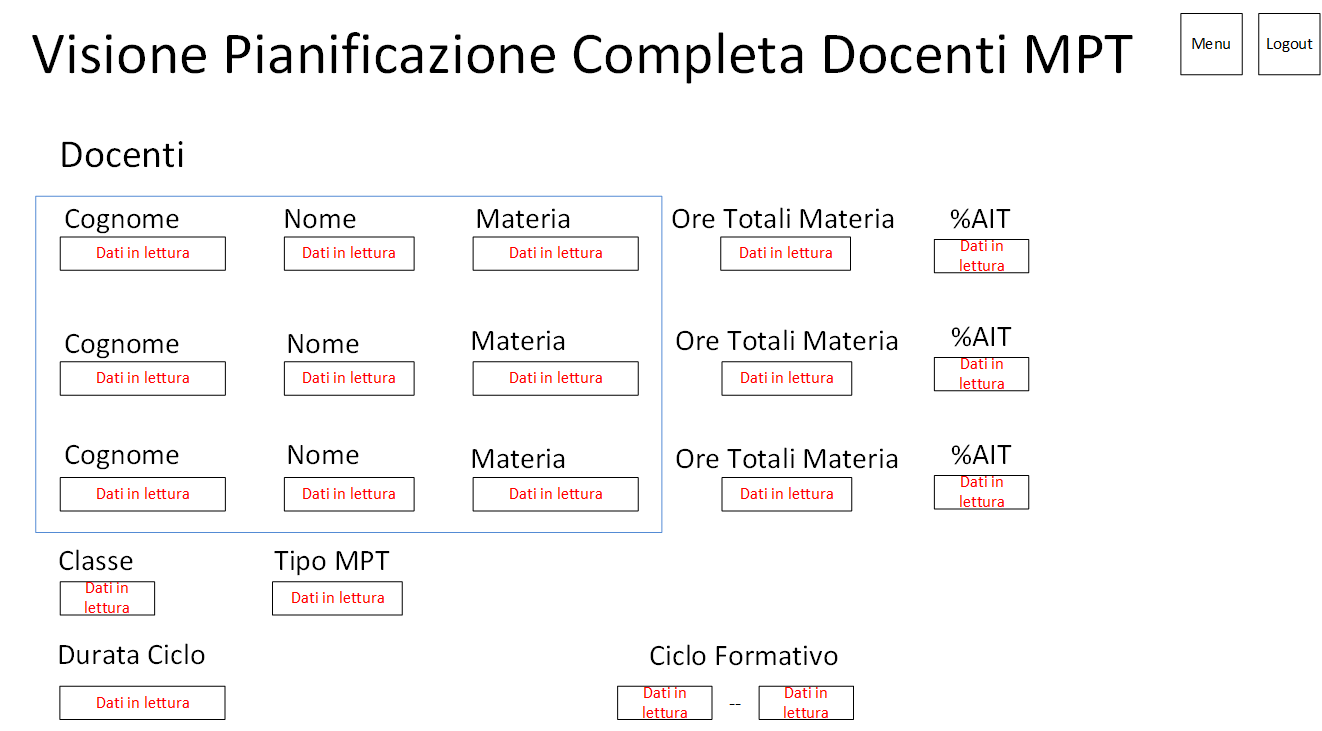 Visione Pianificazione Completa Docenti MPT
Menu
Logout
Docenti
Cognome Nome Materia Ore Totali Materia %AIT
Dati in lettura Dati in lettura Dati in lettura Dati in lettura Dati in
lettura
Cognome Nome Materia Ore Totali Materia %AIT
Dati in lettura Dati in lettura Dati in lettura Dati in lettura Dati in
lettura
Cognome Nome Materia Ore Totali Materia %AIT
Dati in lettura Dati in lettura Dati in lettura Dati in lettura Dati in
lettura
Classe Tipo MPT
Dati in
lettura
Dati in lettura
Durata Ciclo Ciclo Formativo
Dati in lettura
Dati in
lettura
--
Dati in
lettura